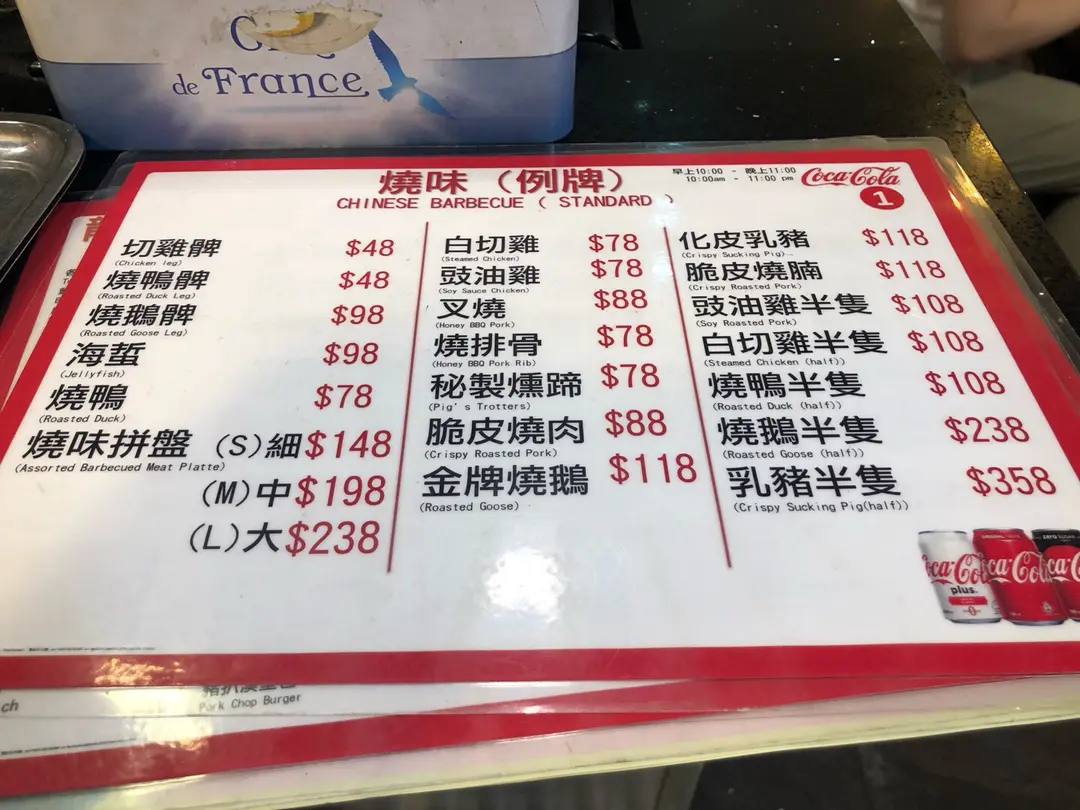 de France
燒味（例牌）
CHINESE BARBECUE ( STANDARD )
早上10:00 - 晚上11:00
10:00am - 11:00 pm
Coca-Cola
1
切雞髀 $48
(Chicken leg)
燒鴨髀 $48
(Roasted Duck Leg)
燒鵝髀 $98
(Roasted Goose Leg)
海蜇 $98
(Jellyfish)
燒鴨 $78
(Roasted Duck)
燒味拼盤 (S)細$148
(Assorted Barbecued Meat Platte)
(M)中$198
(L)大$238
白切雞 $78
(Steamed Chicken)
豉油雞 $78
(Soy Sauce Chicken)
叉燒 $88
(Honey BBQ Pork)
燒排骨 $78
(Honey BBQ Pork Rib)
秘製燻蹄 $78
(Pig's Trotters)
脆皮燒肉 $88
(Crispy Roasted Pork)
金牌燒鵝 $118
(Roasted Goose)
化皮乳豬 $118
(Crispy Sucking Pig)
脆皮燒腩 $118
(Crispy Roasted Pork)
豉油雞半隻 $108
(Soy Roasted Pork)
白切雞半隻 $108
(Steamed Chicken (half))
燒鴨半隻 $108
(Roasted Duck (half))
燒鵝半隻 $238
(Roasted Goose (half))
乳豬半隻 $358
(Crispy Sucking Pig(half))
Coca-Cola
plus
Coca-Cola
ch
Pork Chop Burger